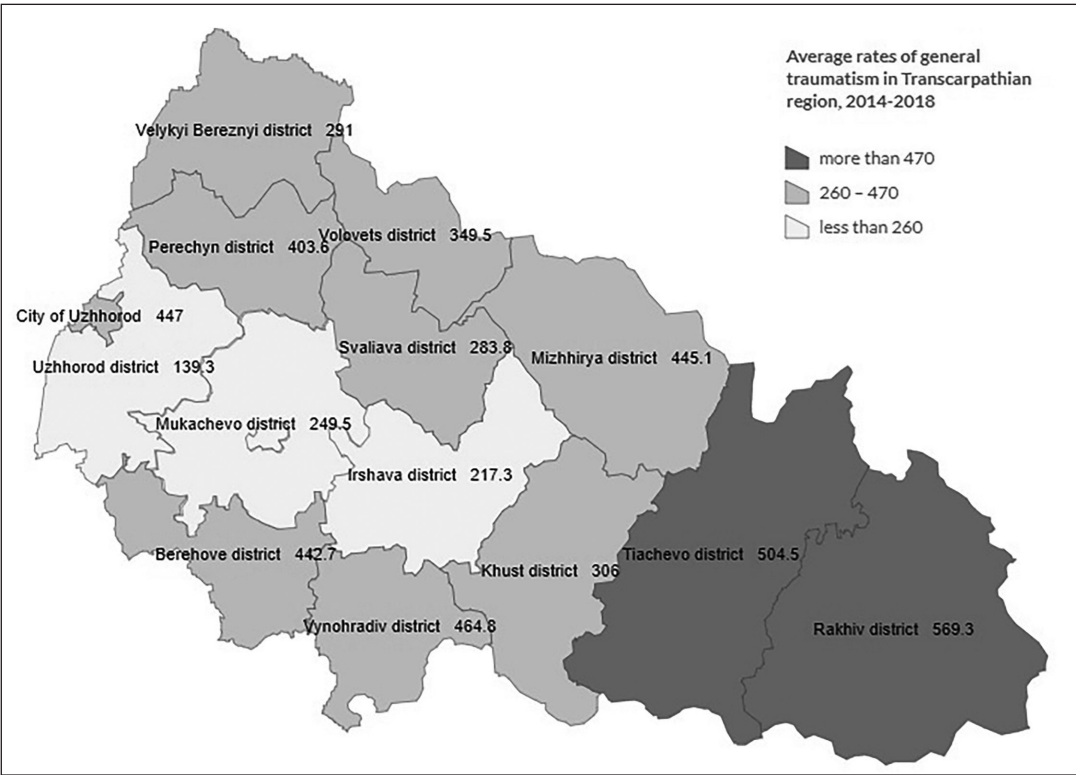 Average rates of general
traumatism in Transcarpathian
region, 2014-2018
more than 470
260 – 470
less than 260
Velykyi Bereznyi district 291
Volovets district 349.5
Perechyn district 403.6
City of Uzhhorod 447
Svaliava district 283.8
Mizhhirya district 445.1
Uzhhorod district 139.3
Mukachevo district 249.5
Irshava district 217.3
Berehove district 442.7
Tiachevo district 504.5
Khust district 306
Vynohradiv district 464.8
Rakhiv district 569.3